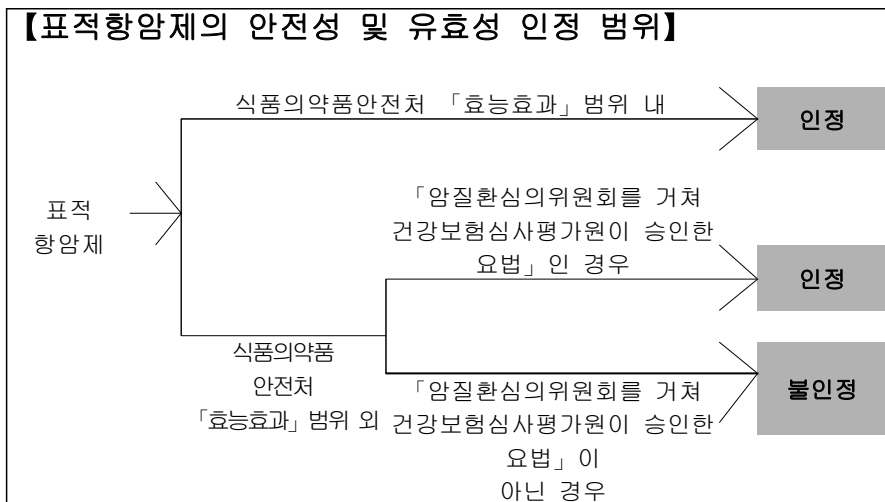 【표적항암제의 안전성 및 유효성 인정 범위】
식품의약품안전처 「효능효과」범위 내
인정
표적
항암제
「암질환심의위원회를 거쳐
건강보험심사평가원이 승인한
요법」인 경우
인정
식품의약품
안전처
「효능효과」범위 외
「암질환심의위원회를 거쳐
건강보험심사평가원이 승인한
요법」이
아닌 경우
불인정